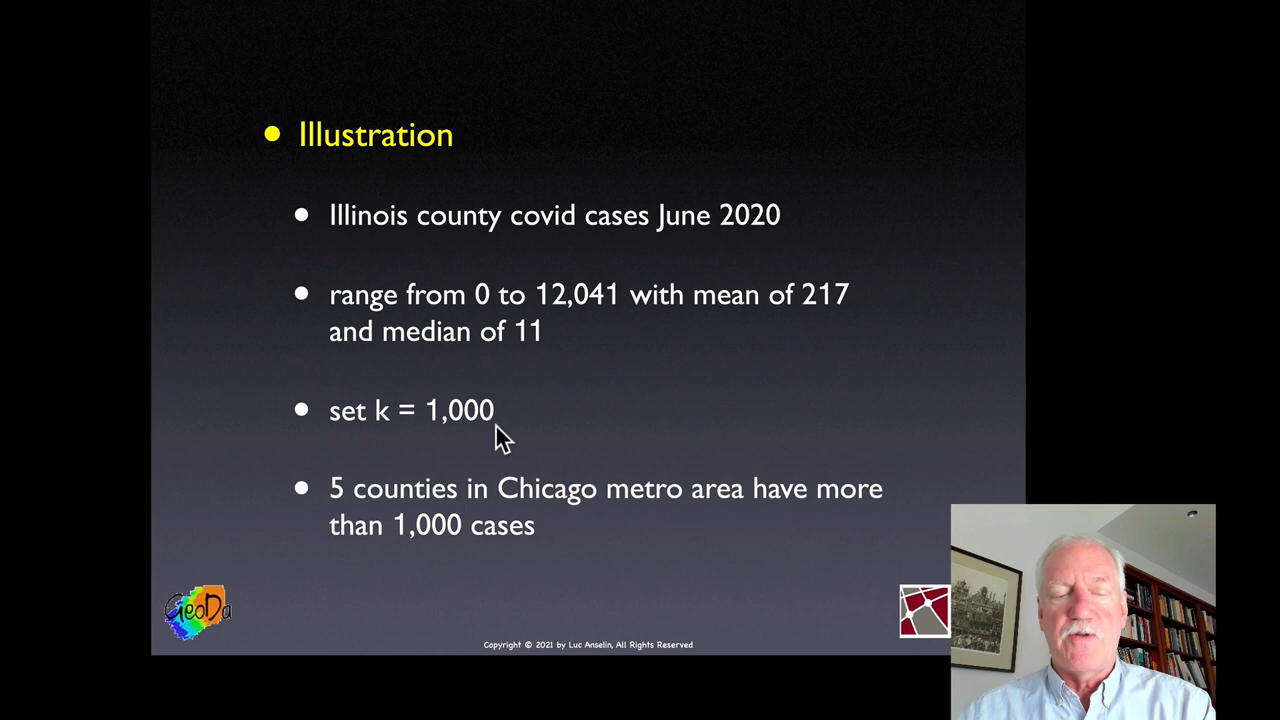 Illustration
Illinois county covid cases June 2020
range from 0 to 12,041 with mean of 217
and median of 11
set k = 1,000
5 counties in Chicago metro area have more
than 1,000 cases
GeoDa
Copyright © 2021 by Luc Anselin, All Rights Reserved